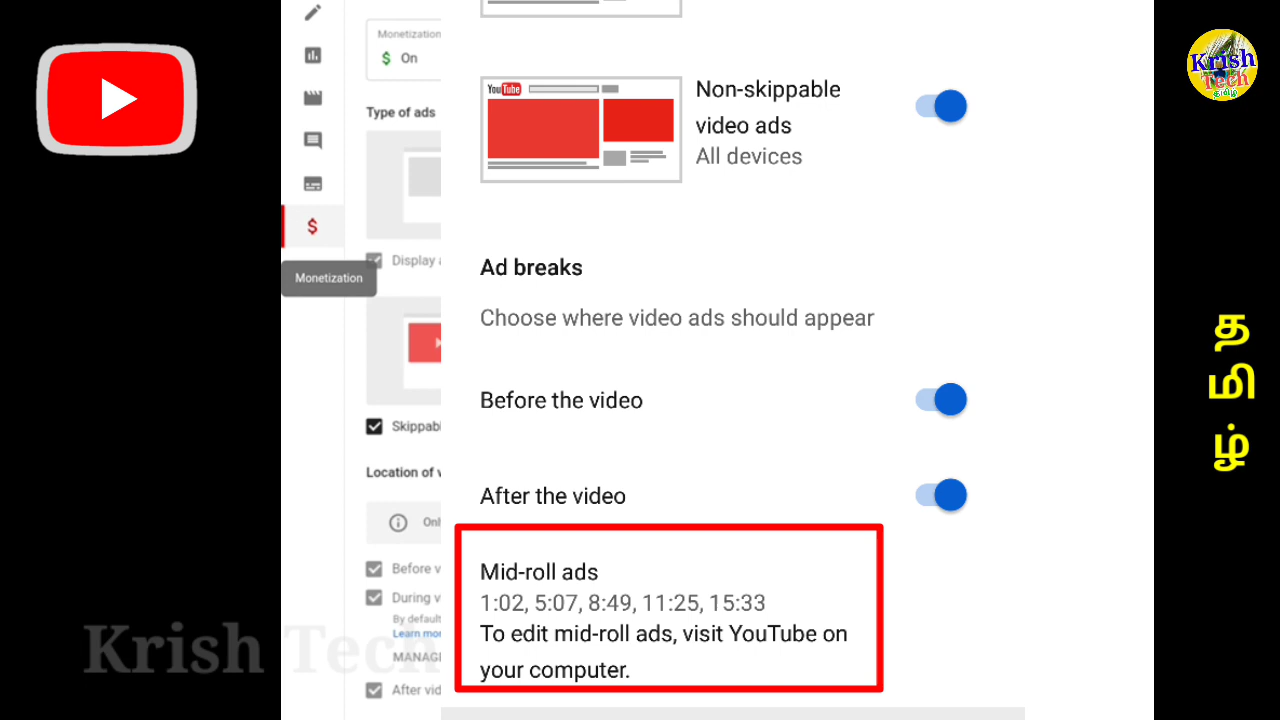 Monetization
On
Type of ads
Display a
Monetization
Skippabl
Location of v
Onl
Before v
During v
By default
Learn mor
MANAG
After vid
YouTube
Non-skippable
video ads
All devices
Ad breaks
Choose where video ads should appear
Before the video
After the video
Mid-roll ads
1:02, 5:07, 8:49, 11:25, 15:33
To edit mid-roll ads, visit YouTube on
your computer.
Krish Tech
Krish
Tech
தமிழ்
த
மி
ழ்